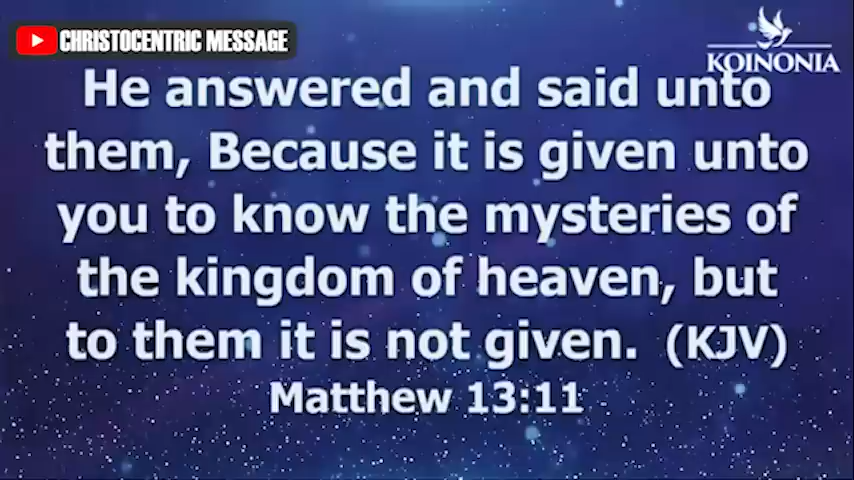 CHRISTOCENTRIC MESSAGE
KOINONIA
He answered and said unto
them, Because it is given unto
you to know the mysteries of
the kingdom of heaven, but
to them it is not given. (KJV)
Matthew 13:11